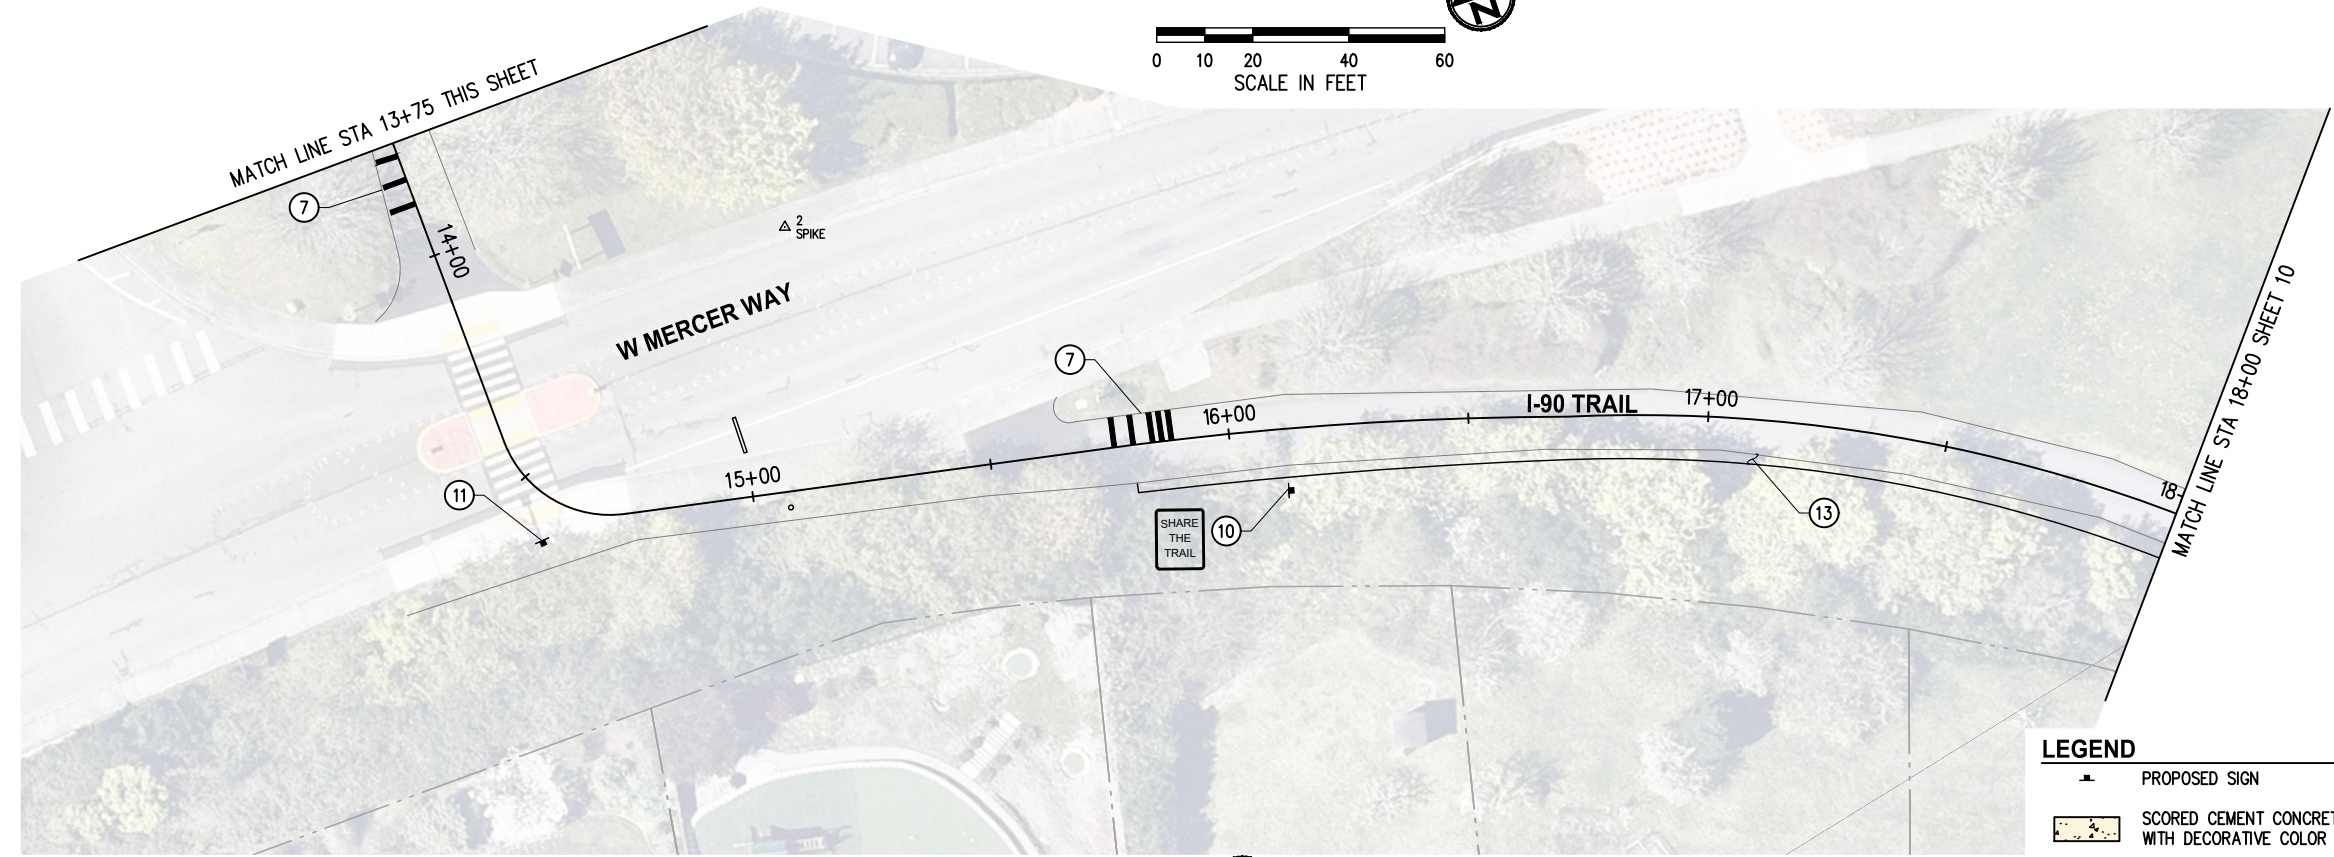 N
0 10 20 40 60
SCALE IN FEET
MATCH LINE STA 13+75 THIS SHEET
7
14+00
2
SPIKE
W MERCER WAY
7
16+00
I-90 TRAIL
17+00
15+00
11
SHARE
THE
TRAIL
10
13
18
MATCH LINE STA 18+00 SHEET 10
LEGEND
PROPOSED SIGN
SCORED CEMENT CONCRET
WITH DECORATIVE COLOR